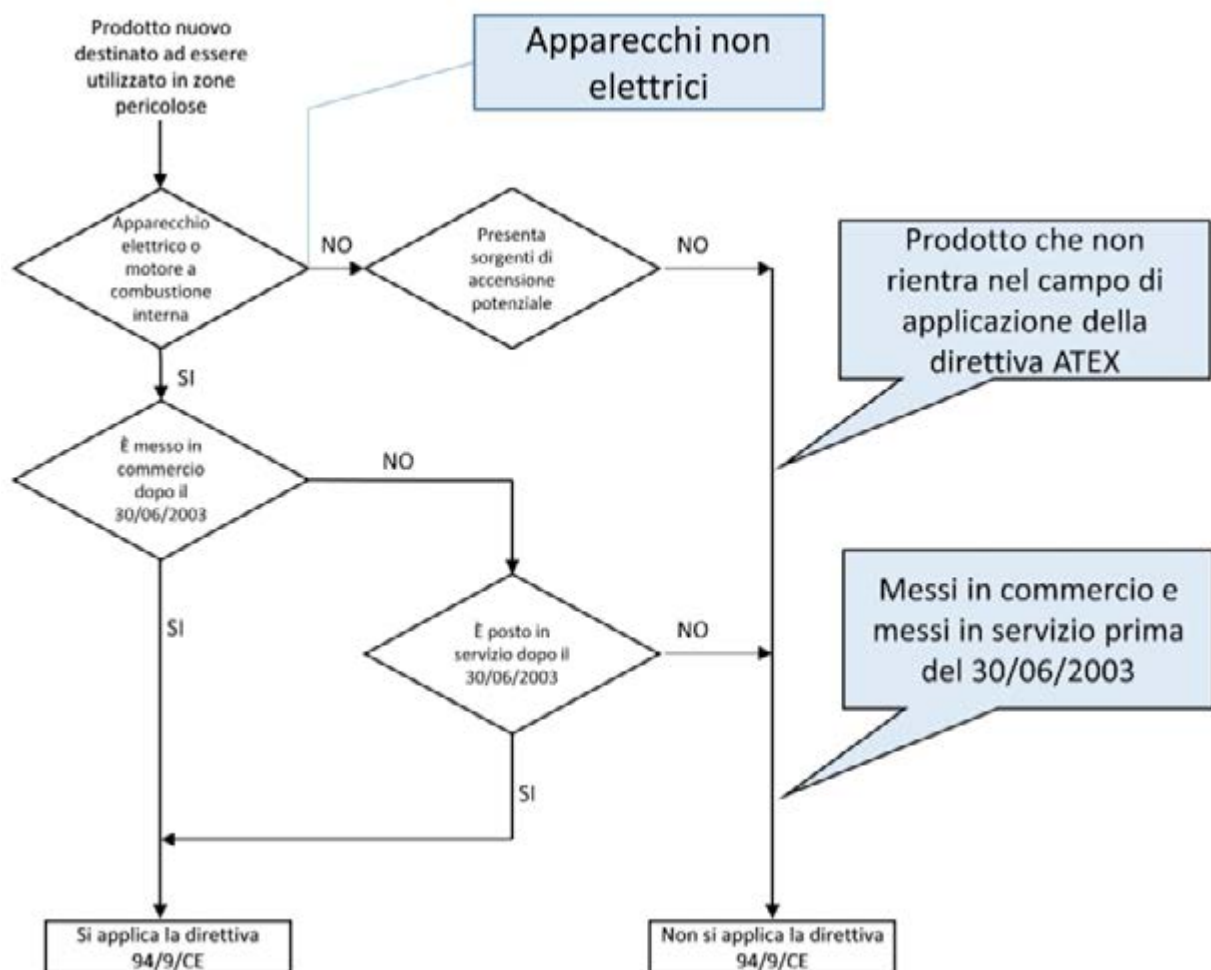 Prodotto nuovo
destinato ad essere
utilizzato in zone
pericolose
Apparecchi non
elettrici
Apparecchio
elettrico o
motore a
combustione
interna
NO
Presenta
sorgenti di
accensione
potenziale
NO
Prodotto che non
rientra nel campo di
applicazione della
direttiva ATEX
SI
È messo in
commercio
dopo il
30/06/2003
NO
SI
È posto in
servizio dopo il
30/06/2003
NO
Messi in commercio e
messi in servizio prima
del 30/06/2003
SI
Si applica la direttiva
94/9/CE
Non si applica la direttiva
94/9/CE